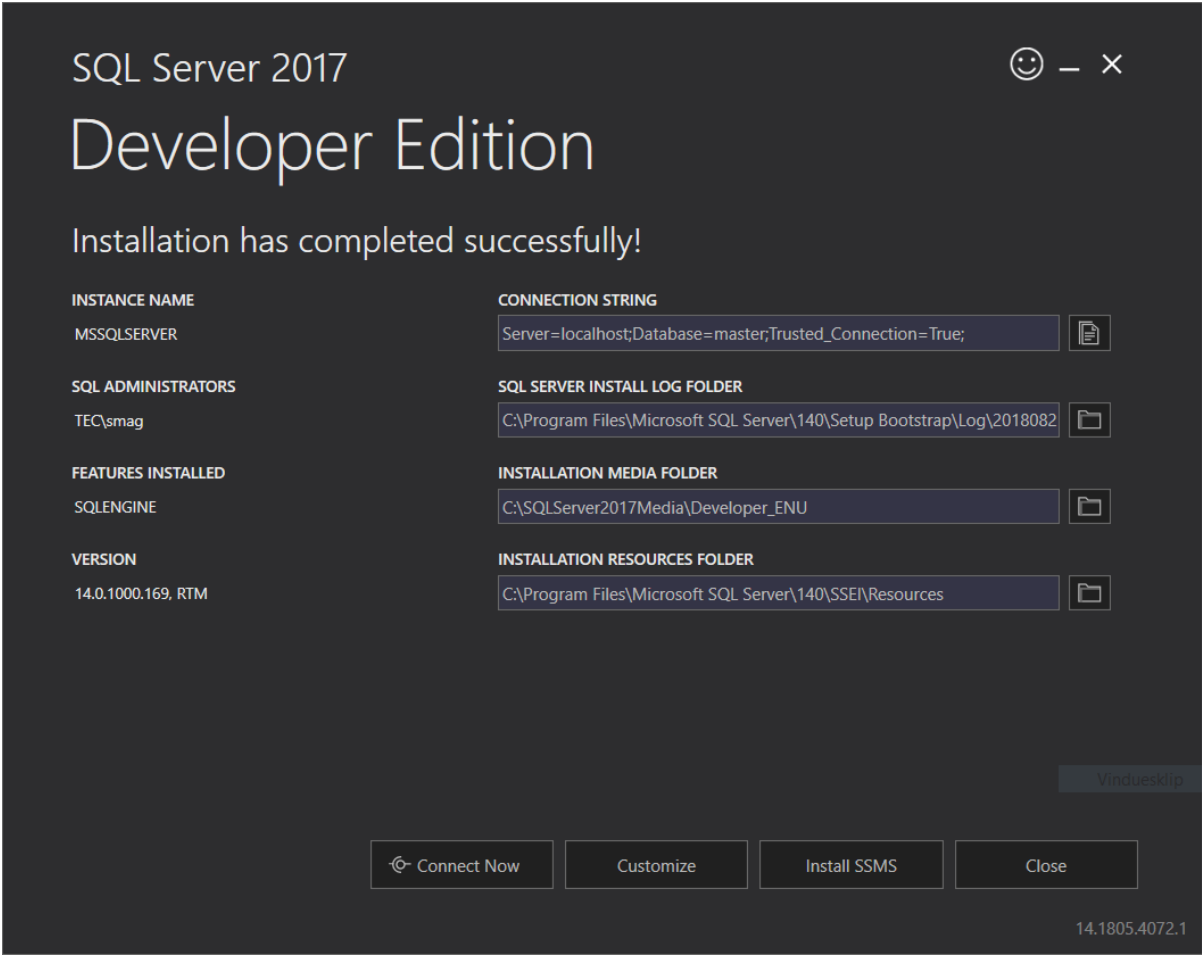 SQL Server 2017
Developer Edition
Installation has completed successfully!
INSTANCE NAME
MSSQLSERVER
CONNECTION STRING
Server=localhost;Database=master;Trusted_Connection=True;
SQL ADMINISTRATORS
TEC\smag
SQL SERVER INSTALL LOG FOLDER
C:\Program Files\Microsoft SQL Server\140\Setup Bootstrap\Log\2018082
FEATURES INSTALLED
SQLENGINE
INSTALLATION MEDIA FOLDER
C:\SQLServer2017Media\Developer_ENU
VERSION
14.0.1000.169, RTM
INSTALLATION RESOURCES FOLDER
C:\Program Files\Microsoft SQL Server\140\SSEI\Resources
Vindueskiip
Connect Now
Customize
Install SSMS
Close
14.1805.4072.1